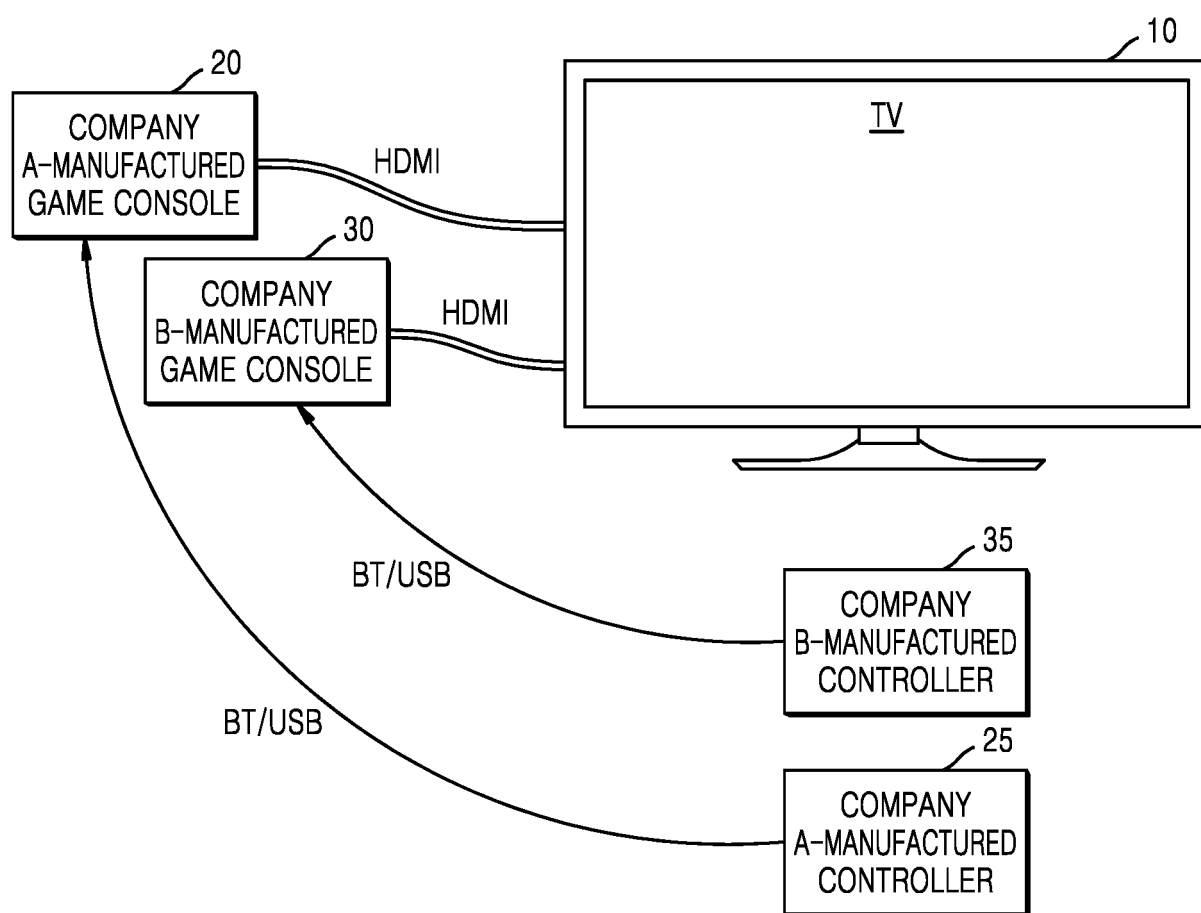 10
TV
20
COMPANY
A-MANUFACTURED
GAME CONSOLE
HDMI
30
COMPANY
B-MANUFACTURED
GAME CONSOLE
HDMI
BT/USB
35
COMPANY
B-MANUFACTURED
CONTROLLER
BT/USB
25
COMPANY
A-MANUFACTURED
CONTROLLER